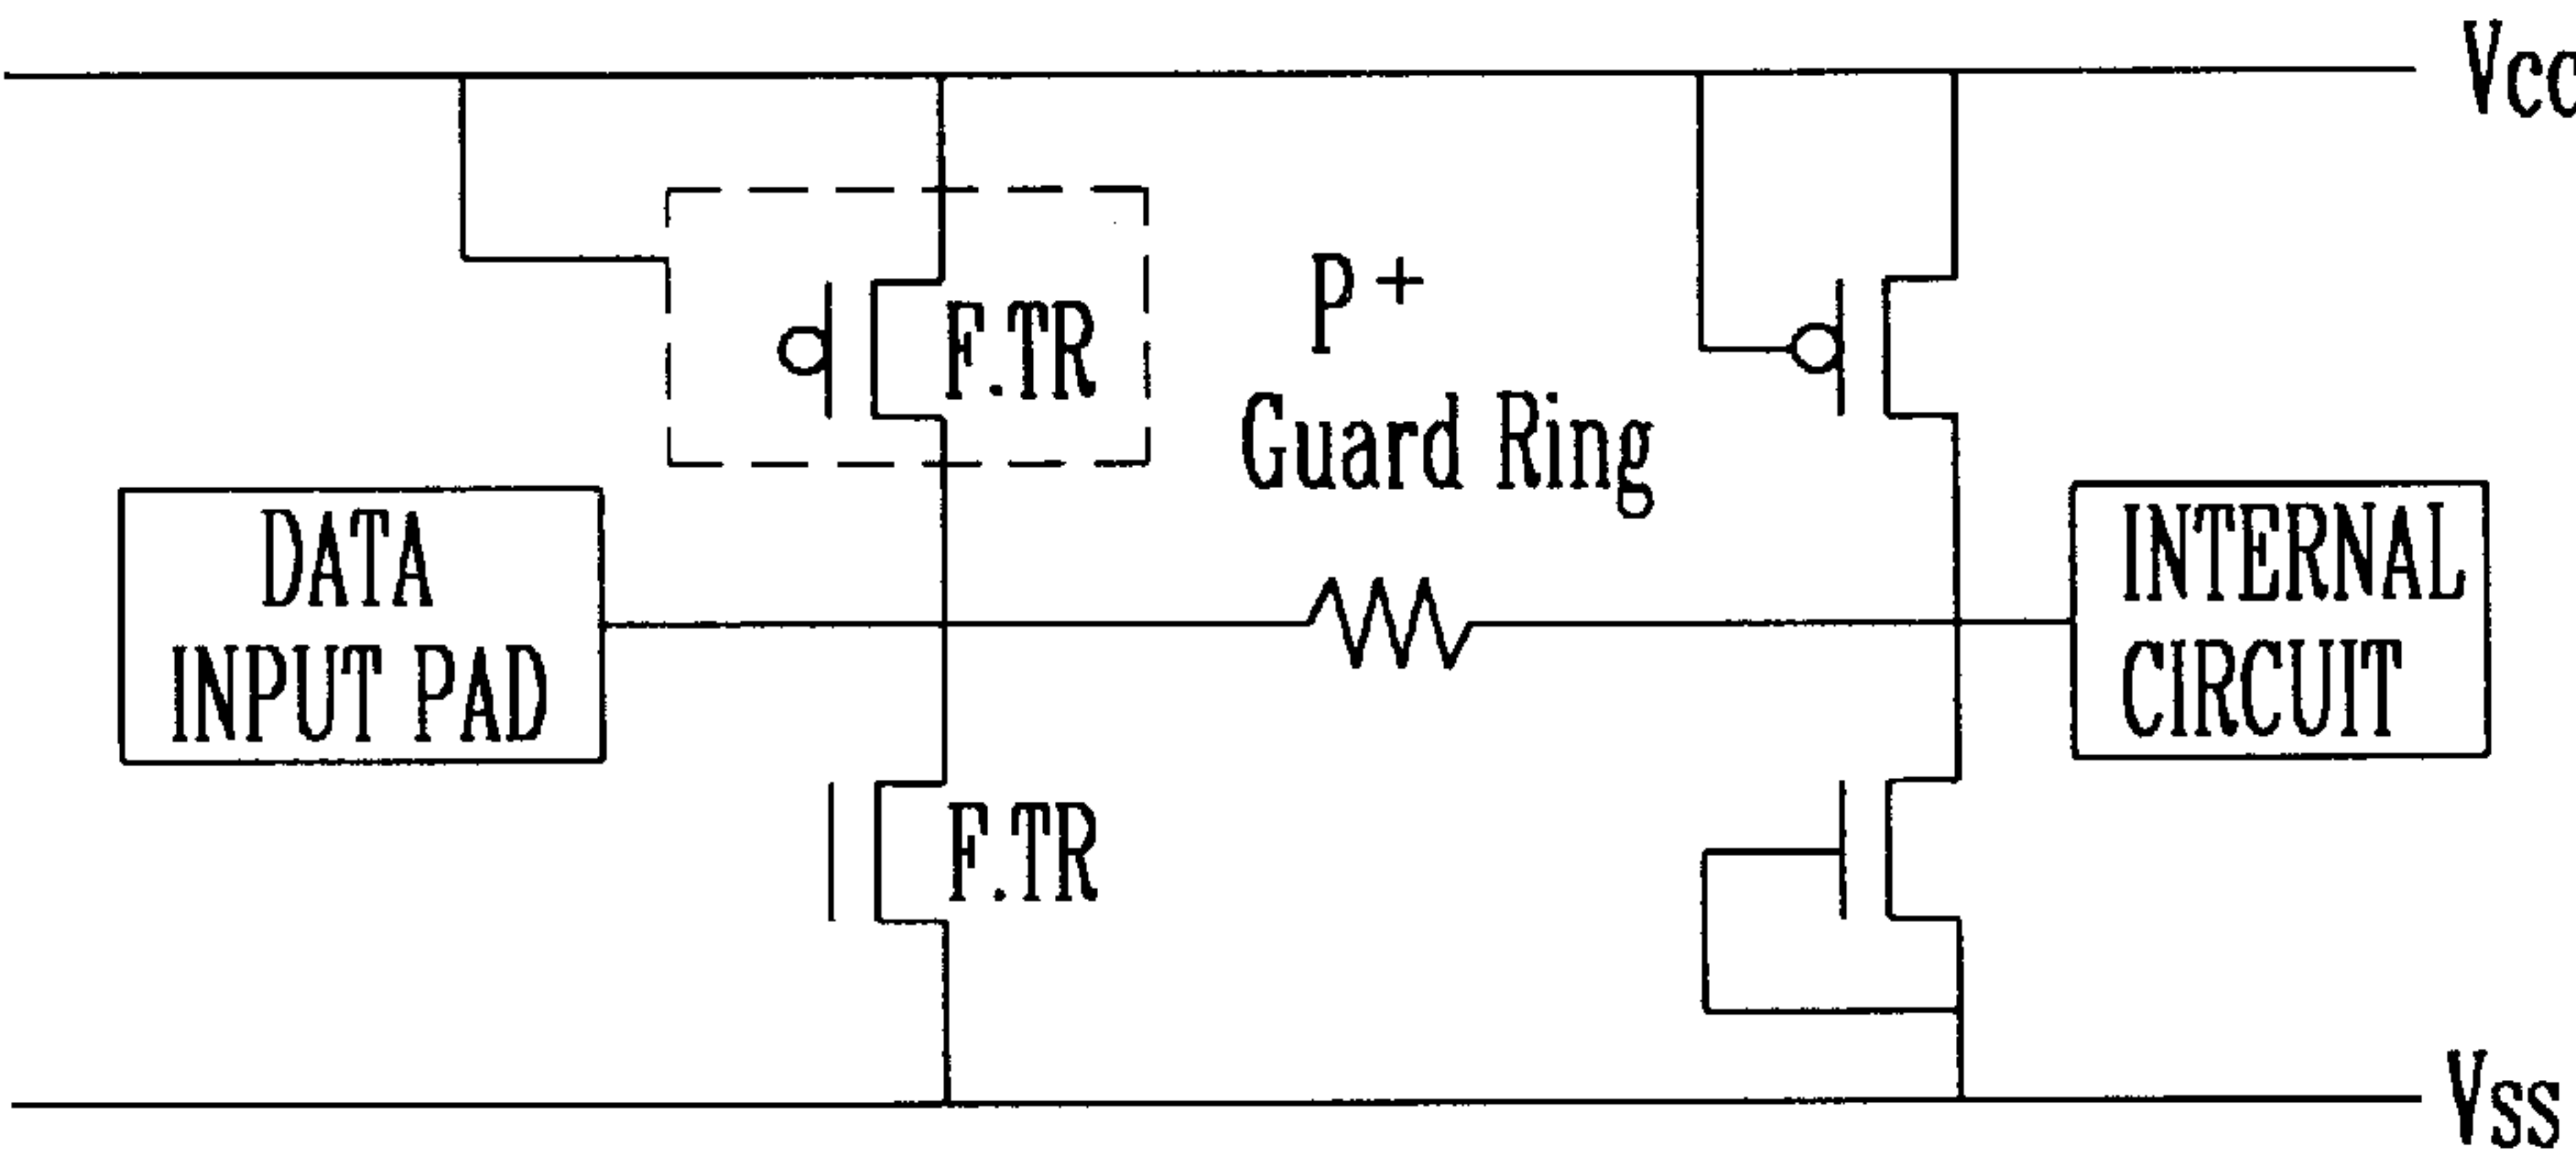 Vcc
F.TR
P+
Guard Ring
DATA
INPUT PAD
INTERNAL
CIRCUIT
F.TR
Vss